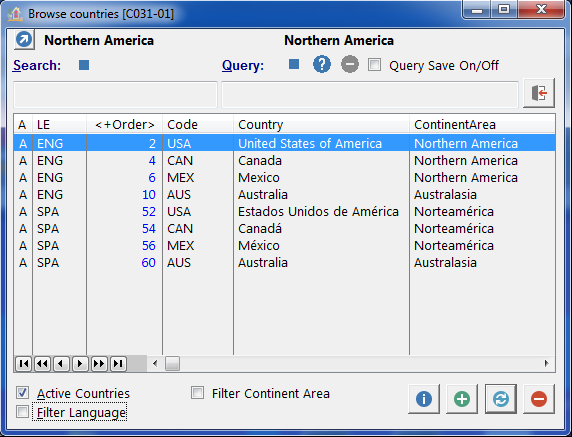 Browse countries [C031-01]
Northern America Northern America
Search: Query: ? Query Save On/Off
A LE <+Order> Code Country ContinentArea
A ENG 2 USA United States of America Northern America
A ENG 4 CAN Canada Northern America
A ENG 6 MEX Mexico Northern America
A ENG 10 AUS Australia Australasia
A SPA 52 USA Estados Unidos de América Norteamérica
A SPA 54 CAN Canadá Norteamérica
A SPA 56 MEX México Norteamérica
A SPA 60 AUS Australia Australasia
Active Countries Filter Continent Area
Filter Language